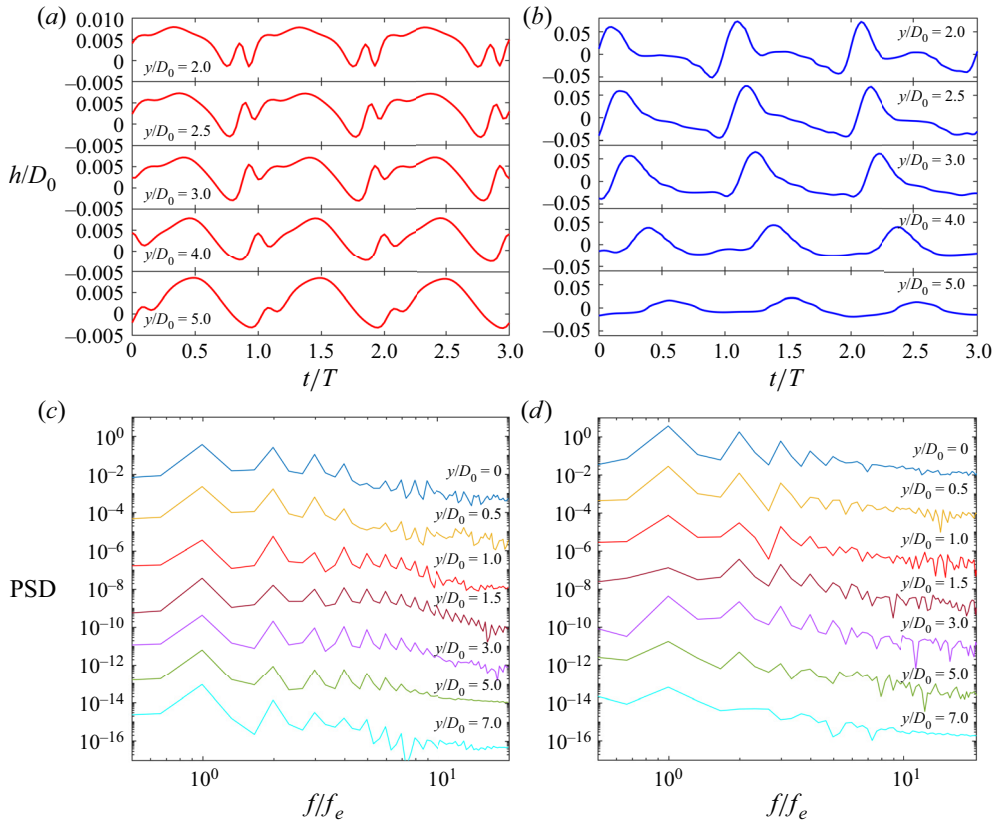 (a)
(b)
0.010
0.005
0
y/D0 = 2.0
−0.005
0.005
0
y/D0 = 2.5
−0.005
0.005
0
y/D0 = 3.0
−0.005
0.005
0
y/D0 = 4.0
−0.005
0.005
0
y/D0 = 5.0
−0.005
h/D0
0 0.5 1.0 1.5 2.0 2.5 3.0
t/T
0.05
0
−0.05
y/D0 = 2.0
0.05
0
−0.05
y/D0 = 2.5
0.05
0
−0.05
y/D0 = 3.0
0.05
0
−0.05
y/D0 = 4.0
0.05
0
−0.05
y/D0 = 5.0
0 0.5 1.0 1.5 2.0 2.5 3.0
t/T
(c)
(d)
PSD
10^0
10^−2
10^−4
10^−6
10^−8
10^−10
10^−12
10^−14
10^−16
y/D0 = 0
y/D0 = 0.5
y/D0 = 1.0
y/D0 = 1.5
y/D0 = 3.0
y/D0 = 5.0
y/D0 = 7.0
10^0 10^1
f/fe
10^0
10^−2
10^−4
10^−6
10^−8
10^−10
10^−12
10^−14
10^−16
y/D0 = 0
y/D0 = 0.5
y/D0 = 1.0
y/D0 = 1.5
y/D0 = 3.0
y/D0 = 5.0
y/D0 = 7.0
10^0 10^1
f/fe